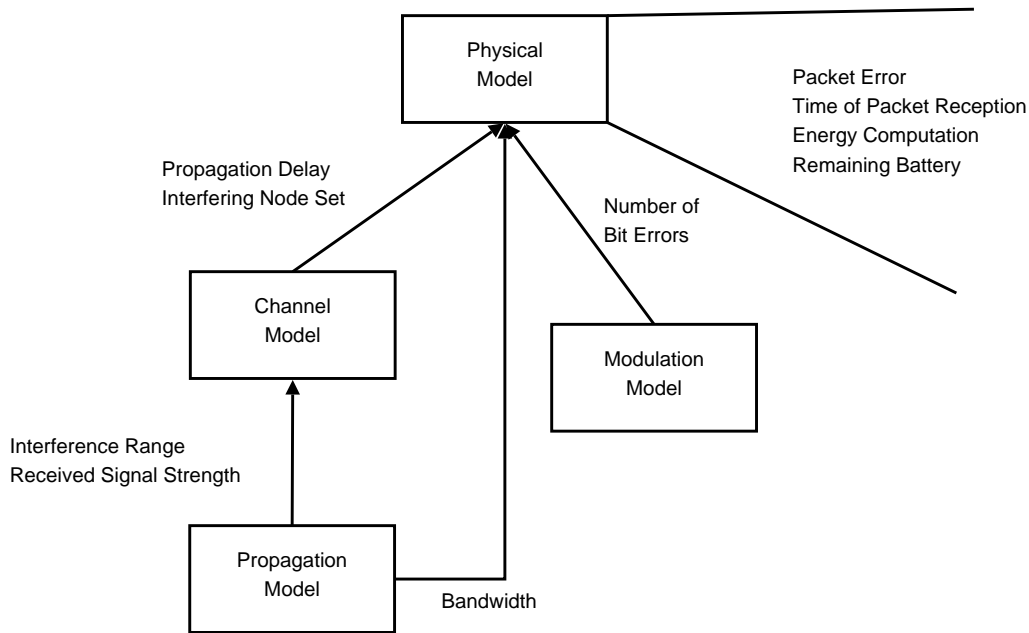 Physical
Model
Packet Error
Time of Packet Reception
Energy Computation
Remaining Battery
Propagation Delay
Interfering Node Set
Number of
Bit Errors
Channel
Model
Modulation
Model
Interference Range
Received Signal Strength
Propagation
Model
Bandwidth